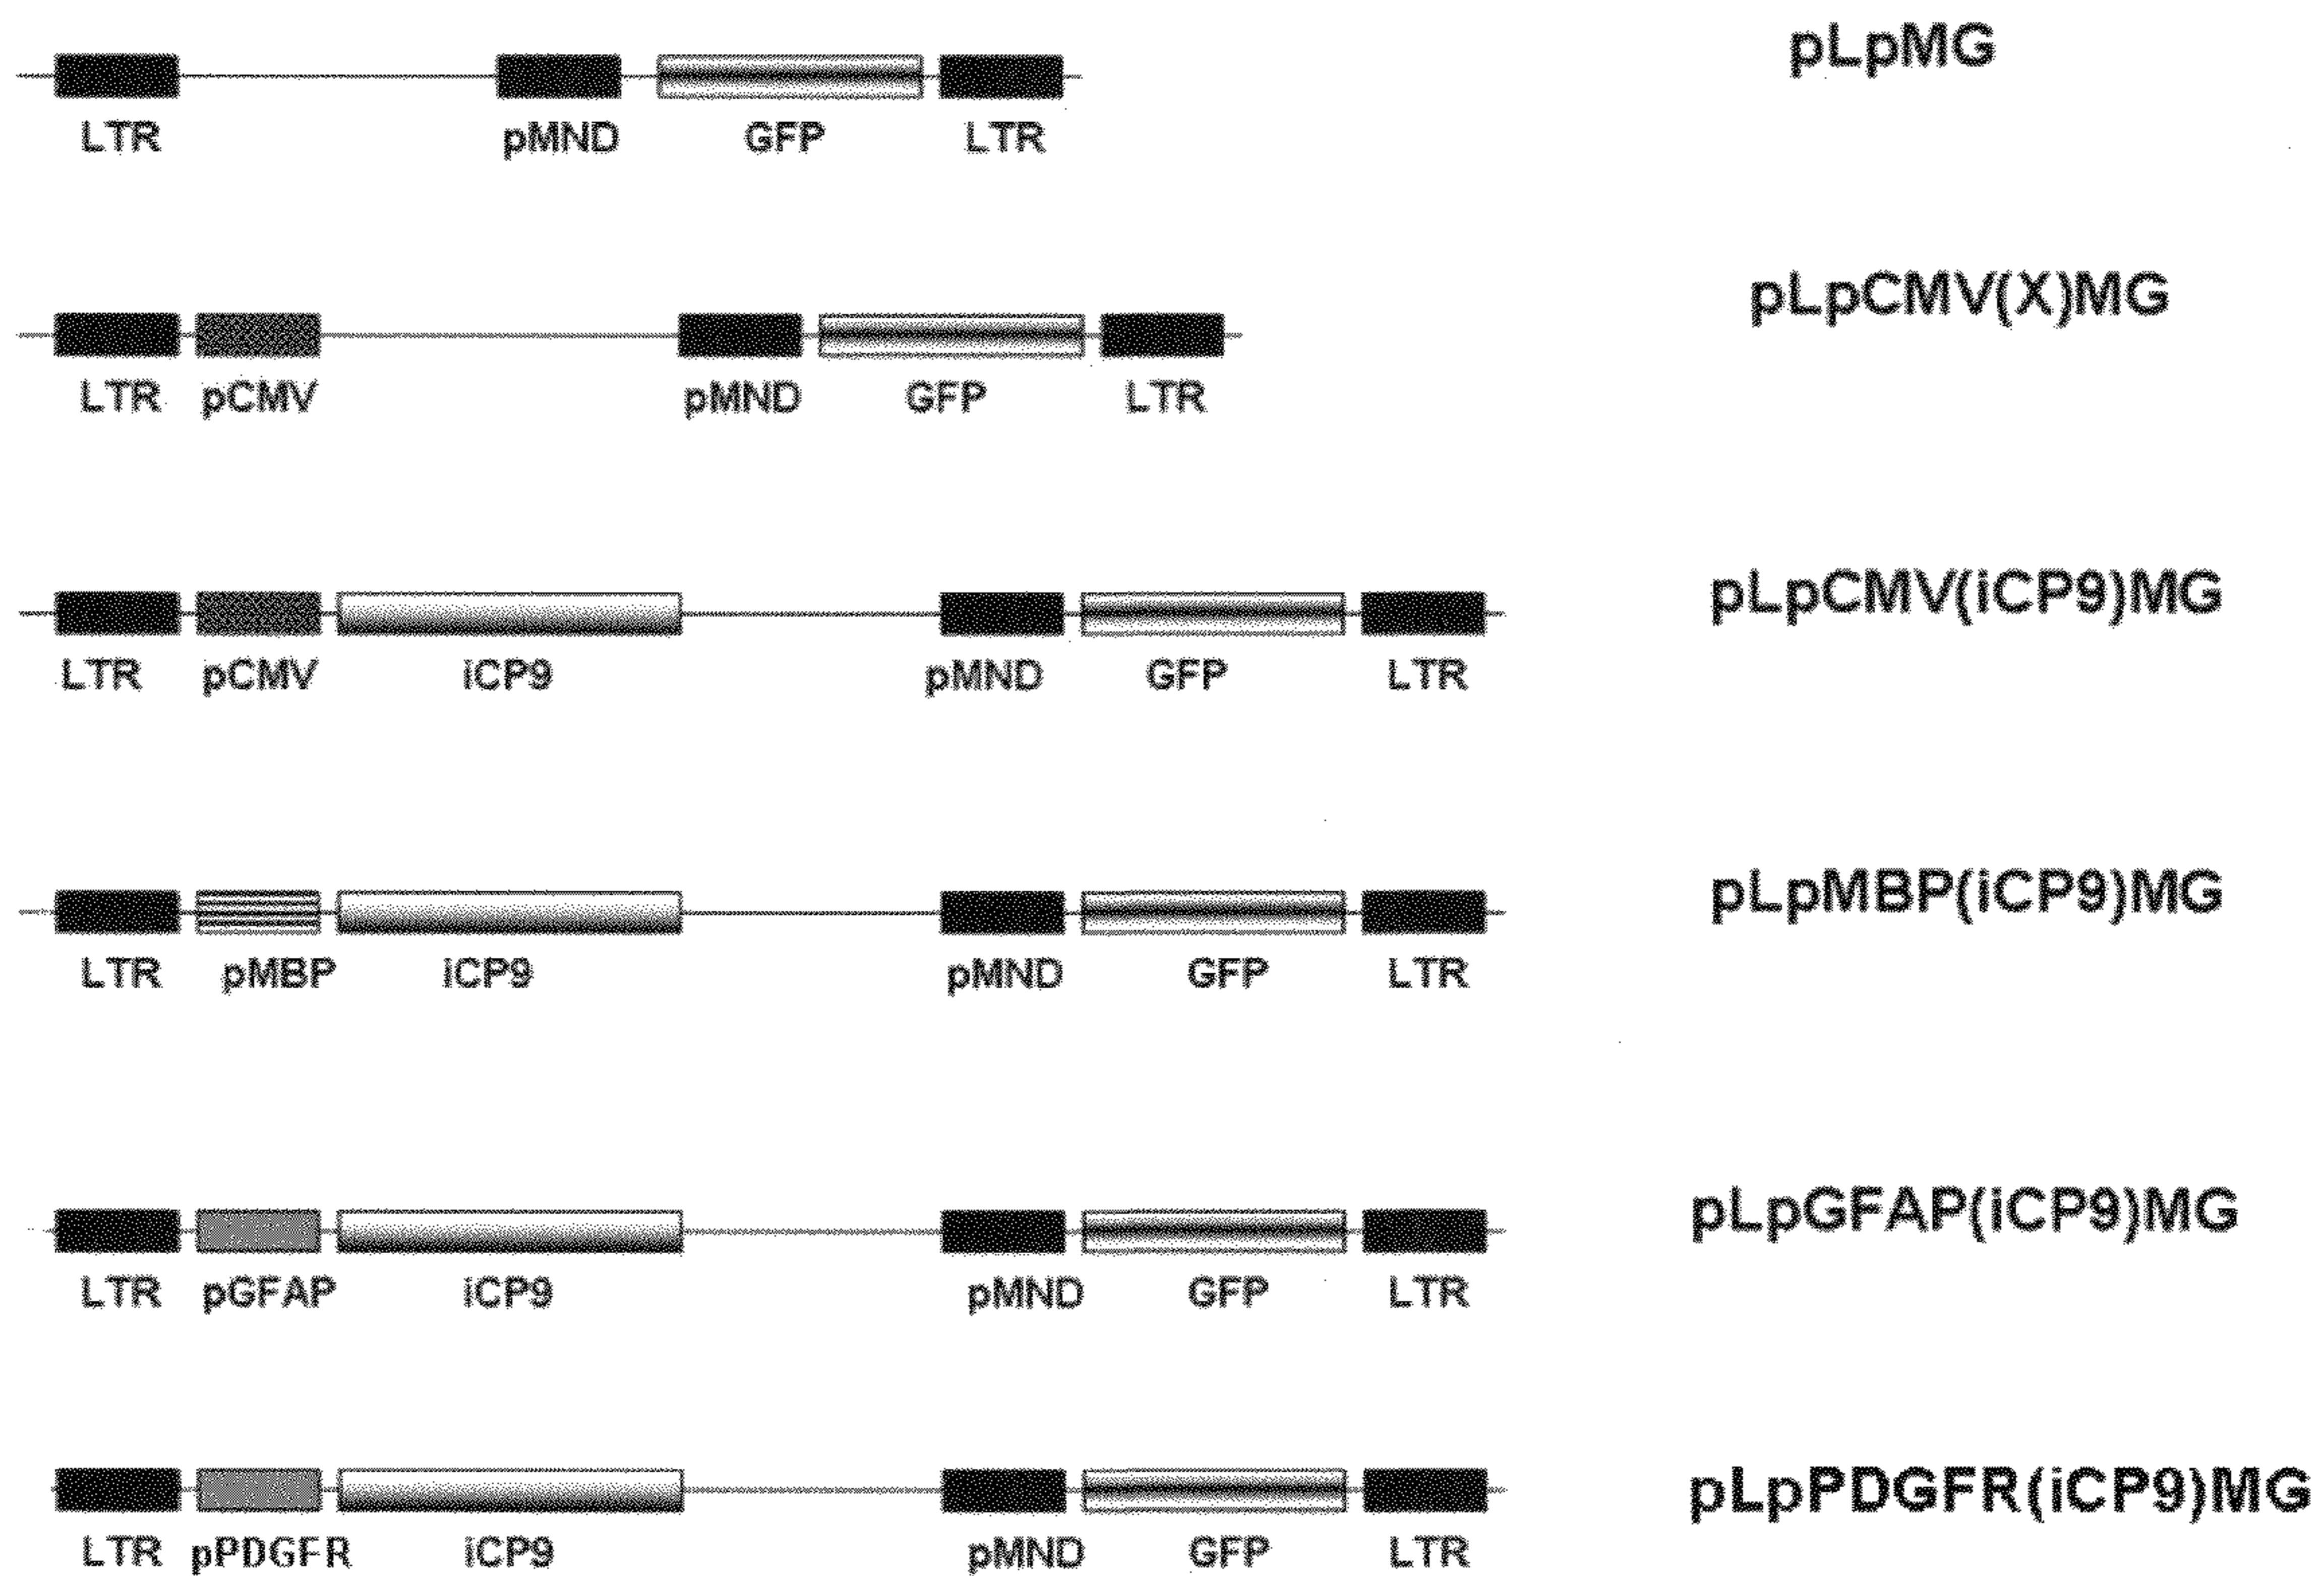 pLpMG
LTR pMND GFP LTR
pLpCMV(X)MG
LTR pCMV pMND GFP LTR
pLpCMV(iCP9)MG
LTR pCMV iCP9 pMND GFP LTR
pLpMBP(iCP9)MG
LTR pMBP iCP9 pMND GFP LTR
pLpGFAP(iCP9)MG
LTR pGFAP iCP9 pMND GFP LTR
pLpPDGFR(iCP9)MG
LTR pPDGFR iCP9 pMND GFP LTR